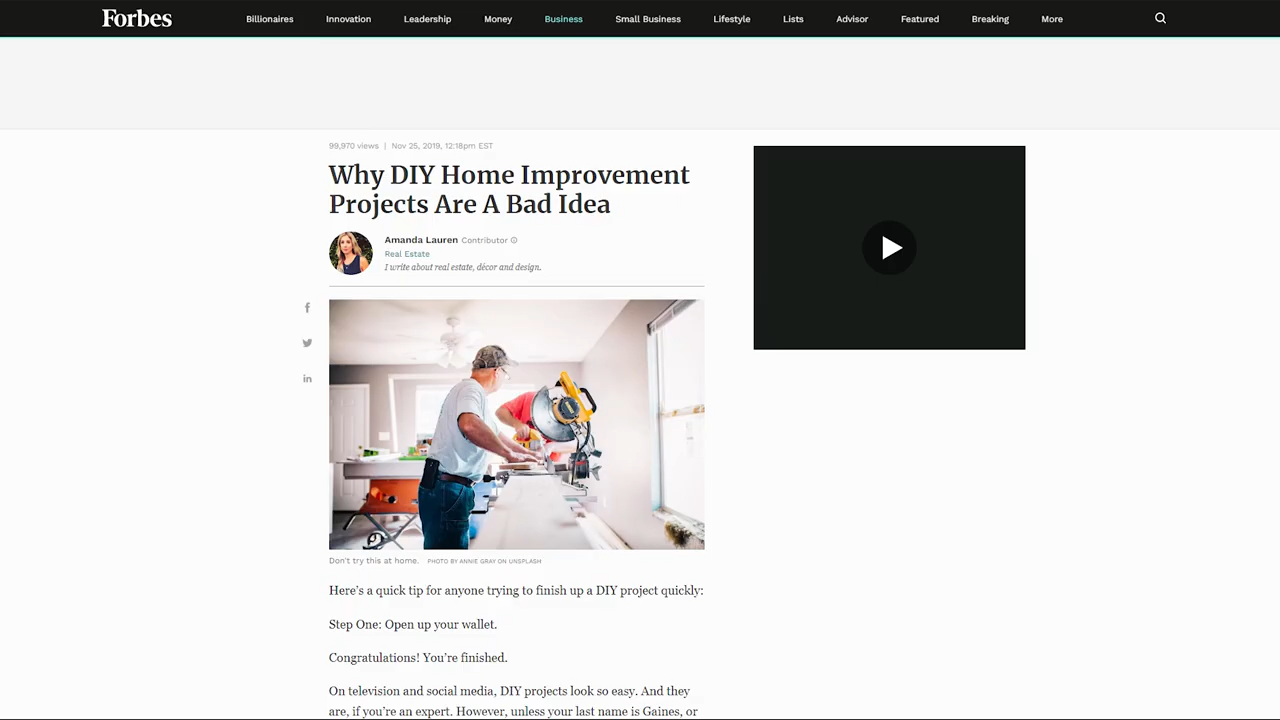 Forbes
Billionaires
Innovation
Leadership
Money
Business
Small Business
Lifestyle
Lists
Advisor
Featured
Breaking
More
99,970 views | Nov 25, 2019, 12:18pm EST
Why DIY Home Improvement
Projects Are A Bad Idea
Amanda Lauren Contributor
Real Estate
I write about real estate, décor and design.
Don't try this at home. PHOTO BY ANNIE GRAY ON UNSPLASH
Here's a quick tip for anyone trying to finish up a DIY project quickly:
Step One: Open up your wallet.
Congratulations! You're finished.
On television and social media, DIY projects look so easy. And they
are, if you're an expert. However, unless your last name is Gaines, or